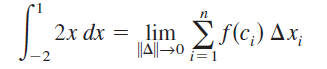 ∫_{-2}^{1} 2x dx = lim_{||Δ||→0} ∑_{i=1}^{n} f(c_i) Δx_i